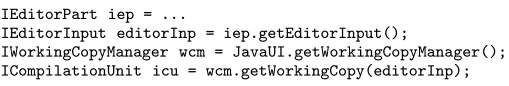 IEditorPart iep = ...
IEditorInput editorInp = iep.getEditorInput();
IWorkingCopyManager wcm = JavaUI.getWorkingCopyManager();
ICompilationUnit icu = wcm.getWorkingCopy(editorInp);